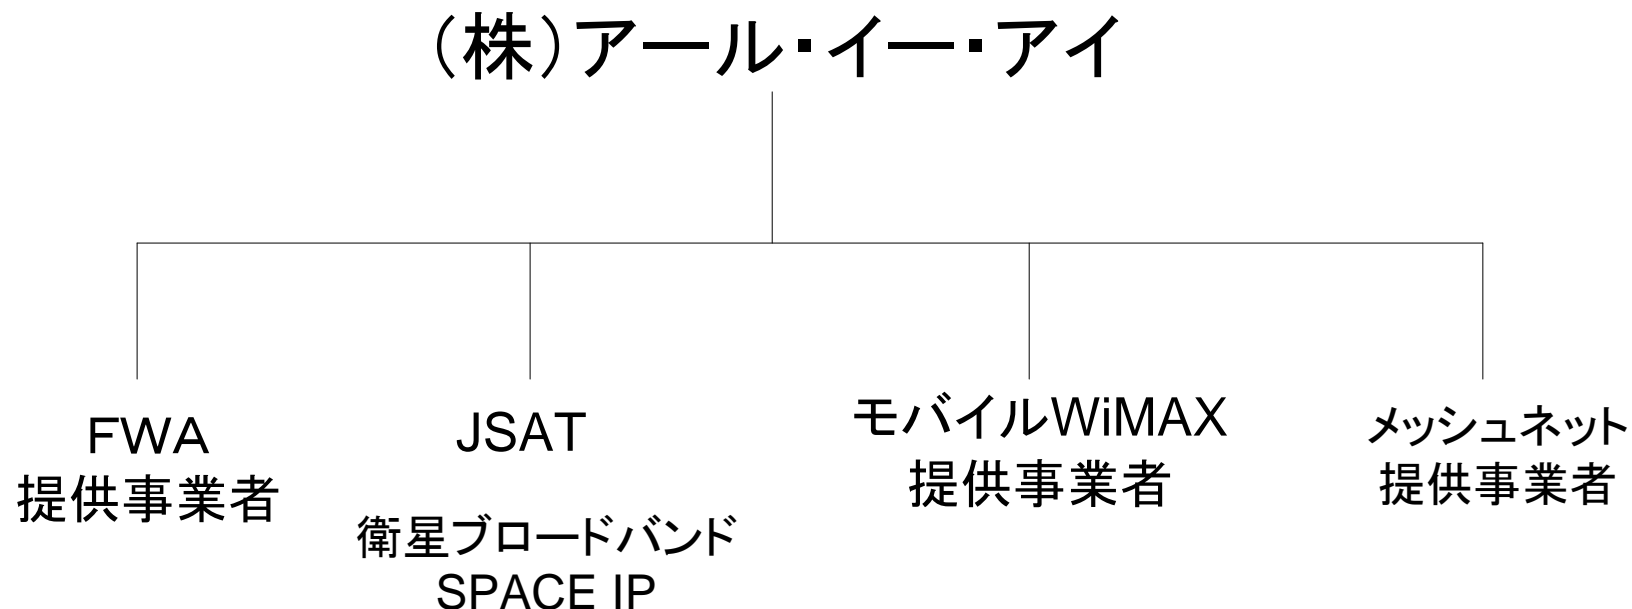 （株）アール・イー・アイ
FWA
提供事業者
JSAT
衛星ブロードバンド
SPACE IP
モバイルWiMAX
提供事業者
メッシュネット
提供事業者